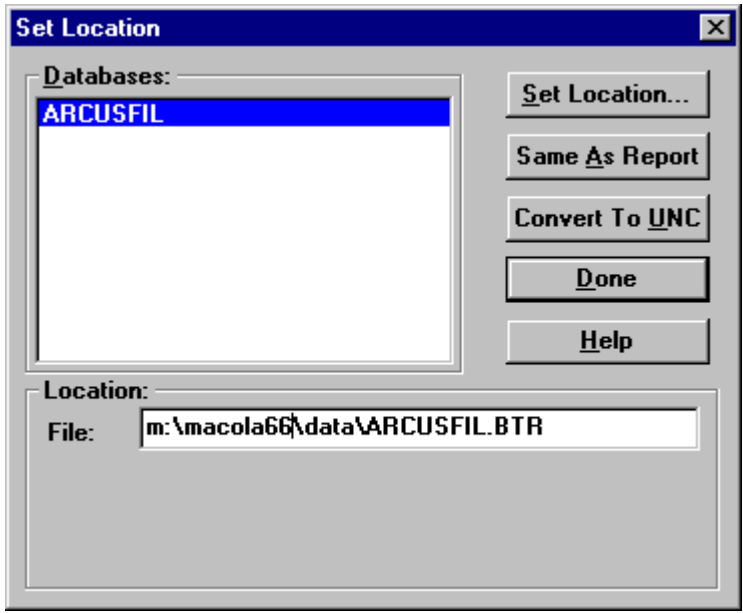 Set Location
Databases:
ARCUSFIL
Set Location...
Same As Report
Convert To UNC
Done
Help
Location:
File:
m:\macola66\data\ARCUSFIL.BTR